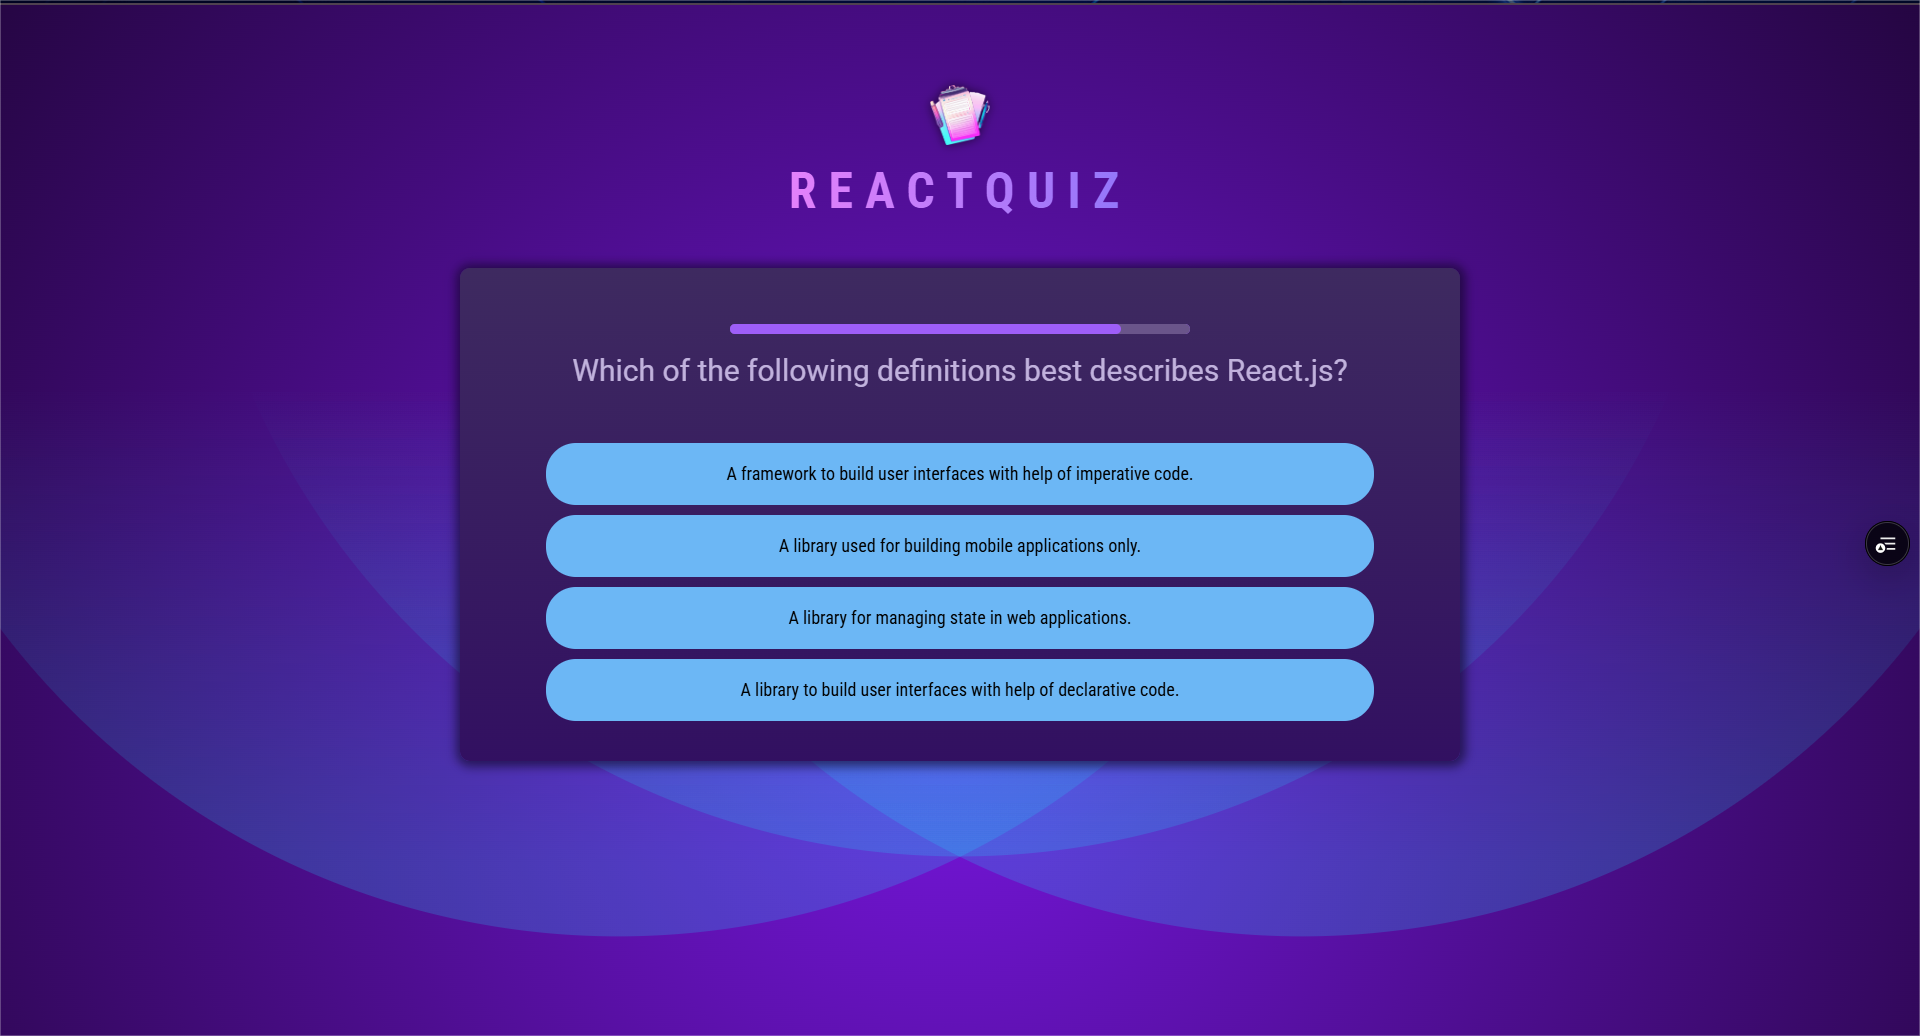 REACTQUIZ
Which of the following definitions best describes React.js?
A framework to build user interfaces with help of imperative code.
A library used for building mobile applications only.
A library for managing state in web applications.
A library to build user interfaces with help of declarative code.